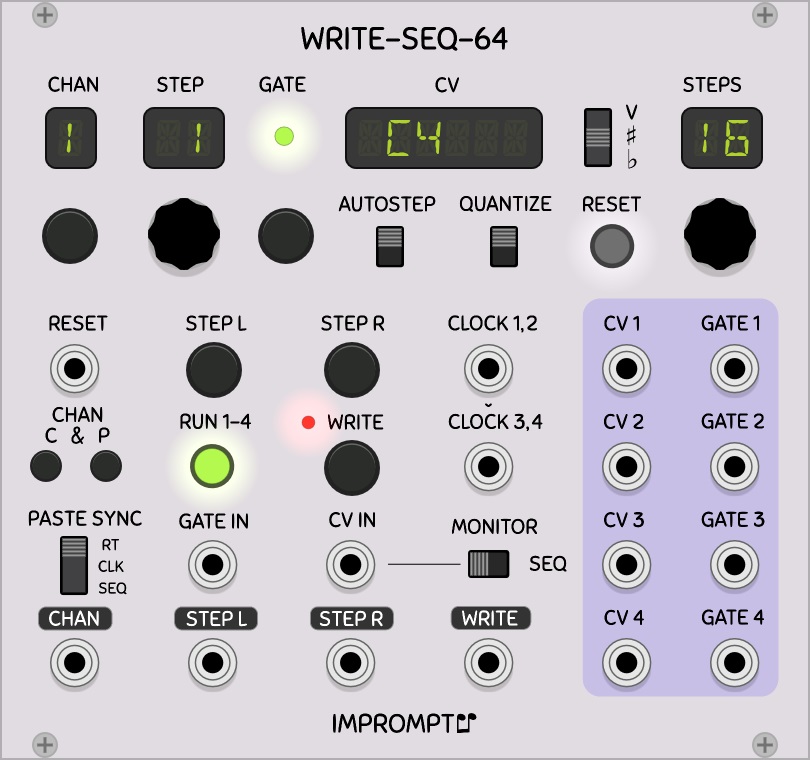 WRITE-SEQ-64
CHAN STEP GATE CV STEPS
1 1 C4 V ♯ ♭ 16
AUTOSTEP QUANTIZE RESET
RESET STEP L STEP R CLOCK 1,2 CV 1 GATE 1
CHAN
C & P
RUN 1-4 WRITE CLOCK 3,4 CV 2 GATE 2
PASTE SYNC GATE IN CV IN MONITOR CV 3 GATE 3
RT
CLK
SEQ
SEQ
CHAN STEP L STEP R WRITE CV 4 GATE 4
IMPROMPTU